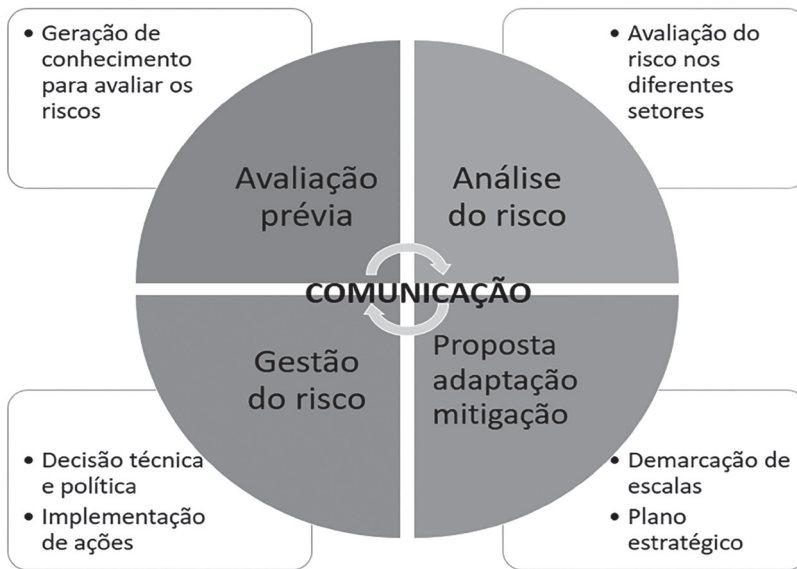 • Geração de
conhecimento
para avaliar os
riscos
• Avaliação do
risco nos
diferentes
setores
Avaliação
prévia
Análise
do risco
COMUNICAÇÃO
Gestão
do risco
Proposta
adaptação
mitigação
• Decisão técnica
e política
• Implementação
de ações
• Demarcação de
escalas
• Plano
estratégico